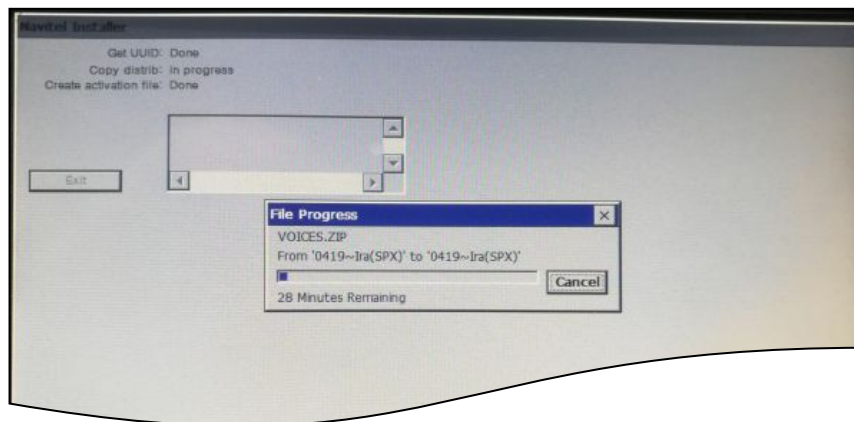 Navitel Installer
Get UUID: Done
Copy distrib: In progress
Create activation file: Done
Exit
File Progress
VOICES.ZIP
From '0419~Ira(SPX)' to '0419~Ira(SPX)'
Cancel
28 Minutes Remaining